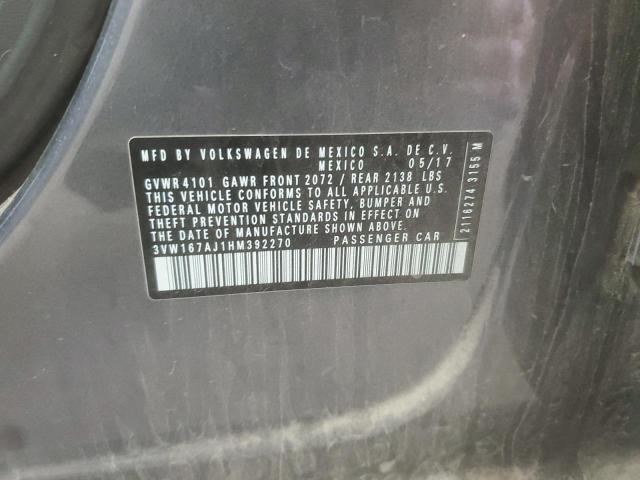 MFD BY VOLKSWAGEN DE MEXICO S.A. DE C.V.
MEXICO 05/17
GVWR 4101 GAWR FRONT 2072 / REAR 2138 LBS
THIS VEHICLE CONFORMS TO ALL APPLICABLE U.S.
FEDERAL MOTOR VEHICLE SAFETY, BUMPER AND
THEFT PREVENTION STANDARDS IN EFFECT ON
THE DATE OF MANUFACTURE SHOWN ABOVE.
3VW167AJ1HM392270 PASSENGER CAR
2116274 3155 M